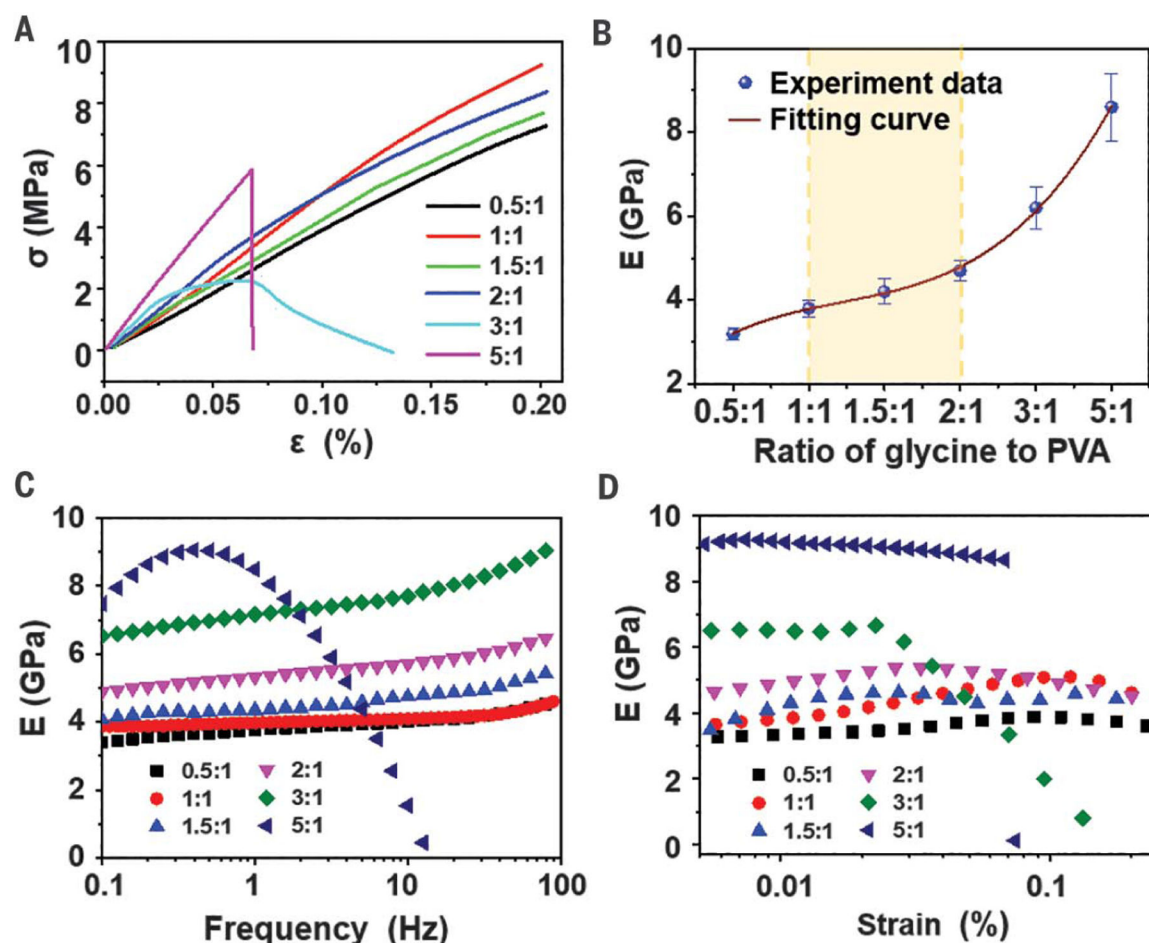 A
σ (MPa)
10
8
6
4
2
0
0.5:1
1:1
1.5:1
2:1
3:1
5:1
0.00 0.05 0.10 0.15 0.20
ε (%)
B
E (GPa)
10
8
6
4
2
Experiment data
Fitting curve
0.5:1 1:1 1.5:1 2:1 3:1 5:1
Ratio of glycine to PVA
C
E (GPa)
10
8
6
4
2
0
0.5:1 2:1
1:1 3:1
1.5:1 5:1
0.1 1 10 100
Frequency (Hz)
D
E (GPa)
10
8
6
4
2
0
0.5:1 2:1
1:1 3:1
1.5:1 5:1
0.01 0.1
Strain (%)